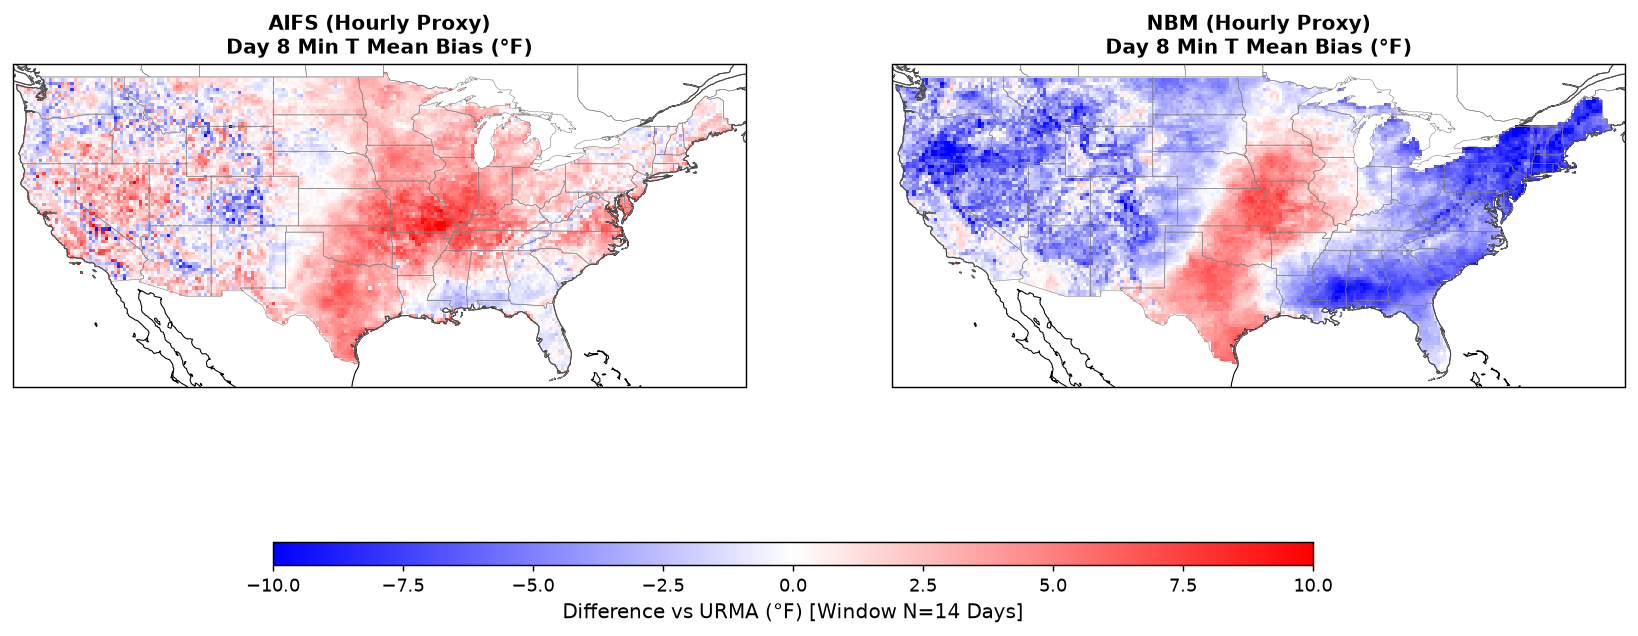 AIFS (Hourly Proxy)
Day 8 Min T Mean Bias (°F)
NBM (Hourly Proxy)
Day 8 Min T Mean Bias (°F)
−10.0 −7.5 −5.0 −2.5 0.0 2.5 5.0 7.5 10.0
Difference vs URMA (°F) [Window N=14 Days]